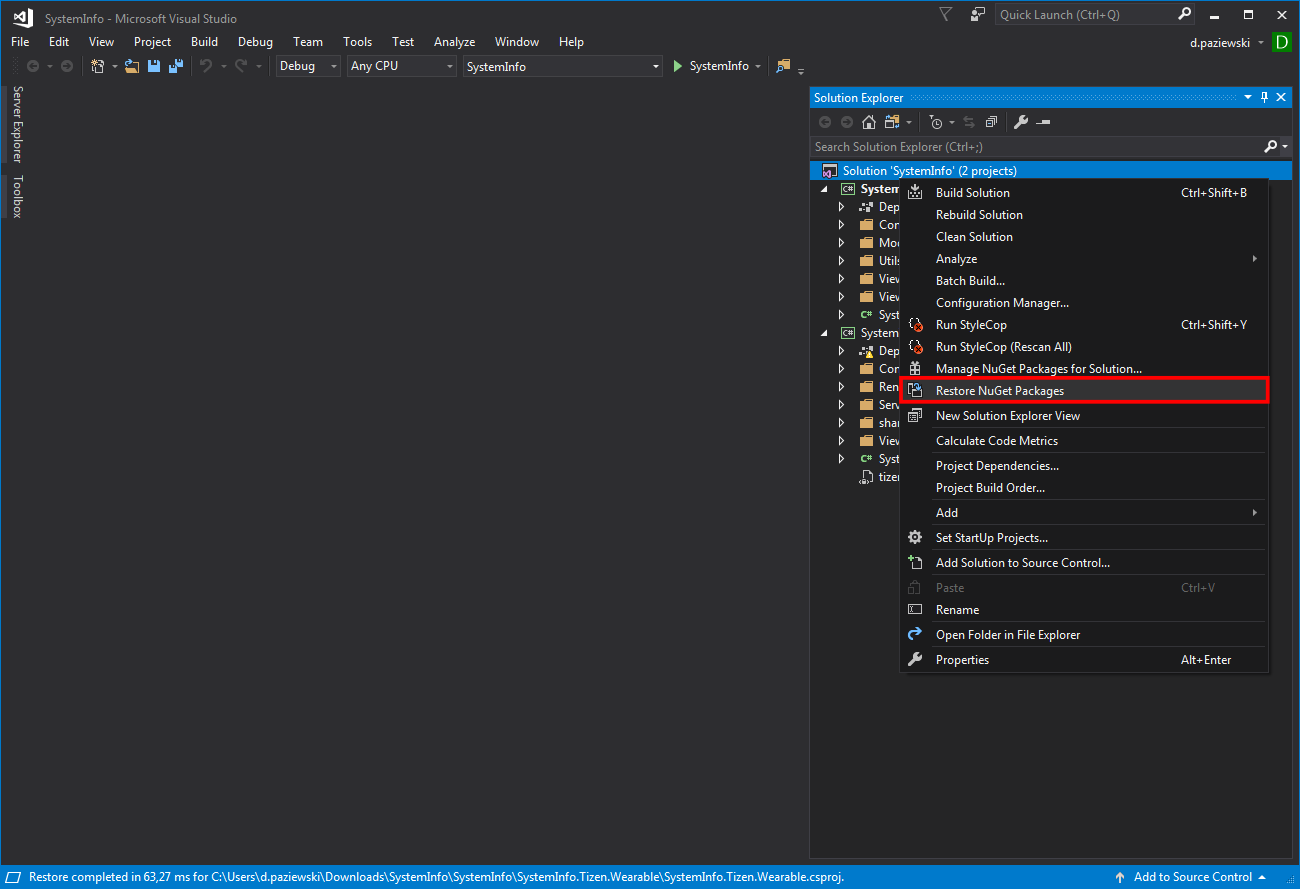 SystemInfo - Microsoft Visual Studio
Quick Launch (Ctrl+Q)
File Edit View Project Build Debug Team Tools Test Analyze Window Help
d.paziewski D
Debug Any CPU SystemInfo SystemInfo
Server Explorer
Toolbox
Solution Explorer
Search Solution Explorer (Ctrl+;)
Solution 'SystemInfo' (2 projects)
C# System
Dep
Con
Mod
Utils
View
View
C# Syst
C# System
Dep
Con
Ren
Serv
shar
View
C# Syst
tizen
Build Solution Ctrl+Shift+B
Rebuild Solution
Clean Solution
Analyze
Batch Build...
Configuration Manager...
Run StyleCop Ctrl+Shift+Y
Run StyleCop (Rescan All)
Manage NuGet Packages for Solution...
Restore NuGet Packages
New Solution Explorer View
Calculate Code Metrics
Project Dependencies...
Project Build Order...
Add
Set StartUp Projects...
Add Solution to Source Control...
Paste Ctrl+V
Rename
Open Folder in File Explorer
Properties Alt+Enter
Restore completed in 63,27 ms for C:\Users\d.paziewski\Downloads\SystemInfo\SystemInfo\SystemInfo.Tizen.Wearable\SystemInfo.Tizen.Wearable.csproj.
Add to Source Control